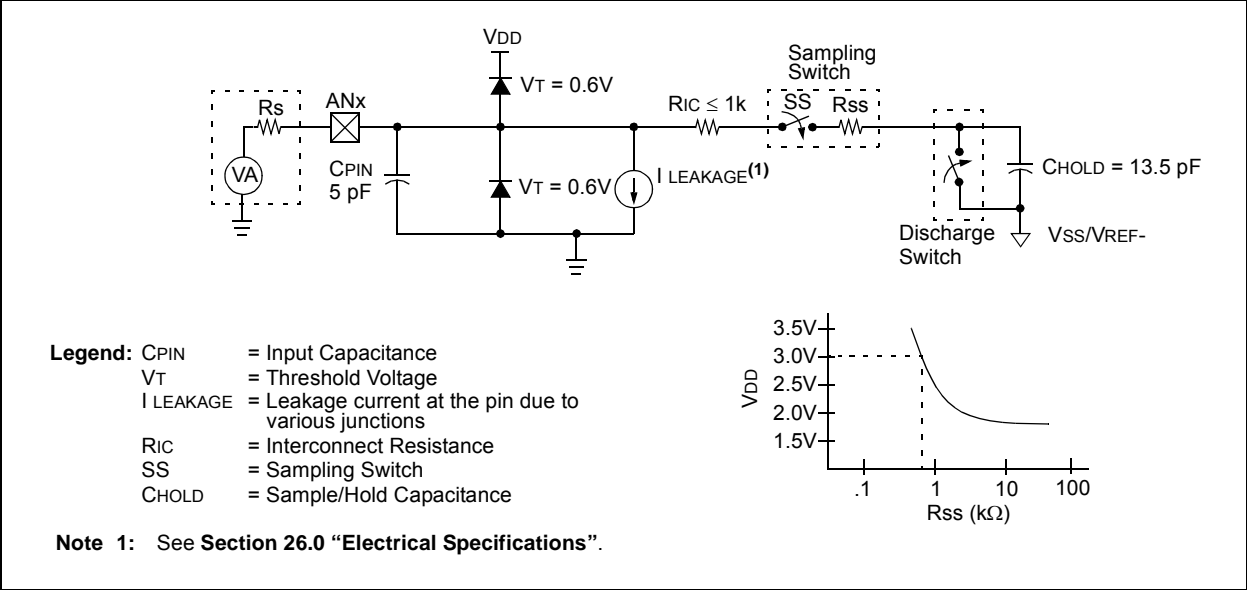 VDD
Sampling
Switch
VT = 0.6V
Rs
ANx
RIC ≤ 1k
SS
Rss
VA
CPIN
5 pF
VT = 0.6V
I LEAKAGE(1)
CHOLD = 13.5 pF
Discharge
Switch
VSS/VREF-
Legend: CPIN = Input Capacitance
VT = Threshold Voltage
I LEAKAGE = Leakage current at the pin due to
various junctions
RIC = Interconnect Resistance
SS = Sampling Switch
CHOLD = Sample/Hold Capacitance
VDD
3.5V
3.0V
2.5V
2.0V
1.5V
.1 1 10 100
Rss (kΩ)
Note 1: See Section 26.0 “Electrical Specifications”.